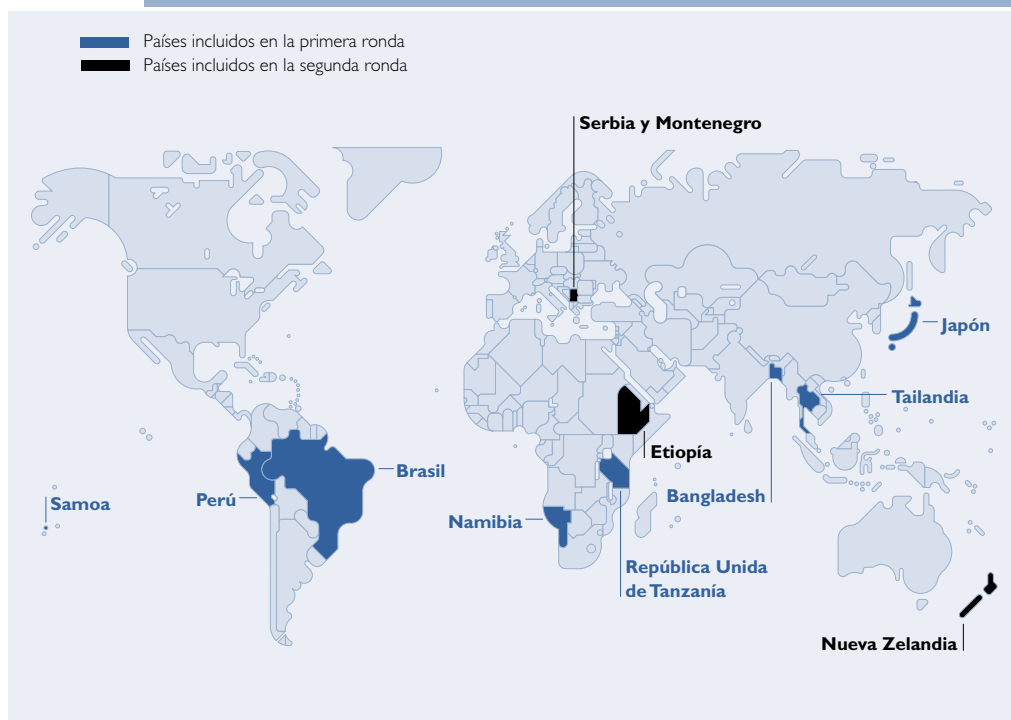 Países incluidos en la primera ronda
Países incluidos en la segunda ronda
Serbia y Montenegro
Japón
Tailandia
Etiopía
Brasil
Perú
Bangladesh
Samoa
Namibia
República Unida
de Tanzanía
Nueva Zelandia